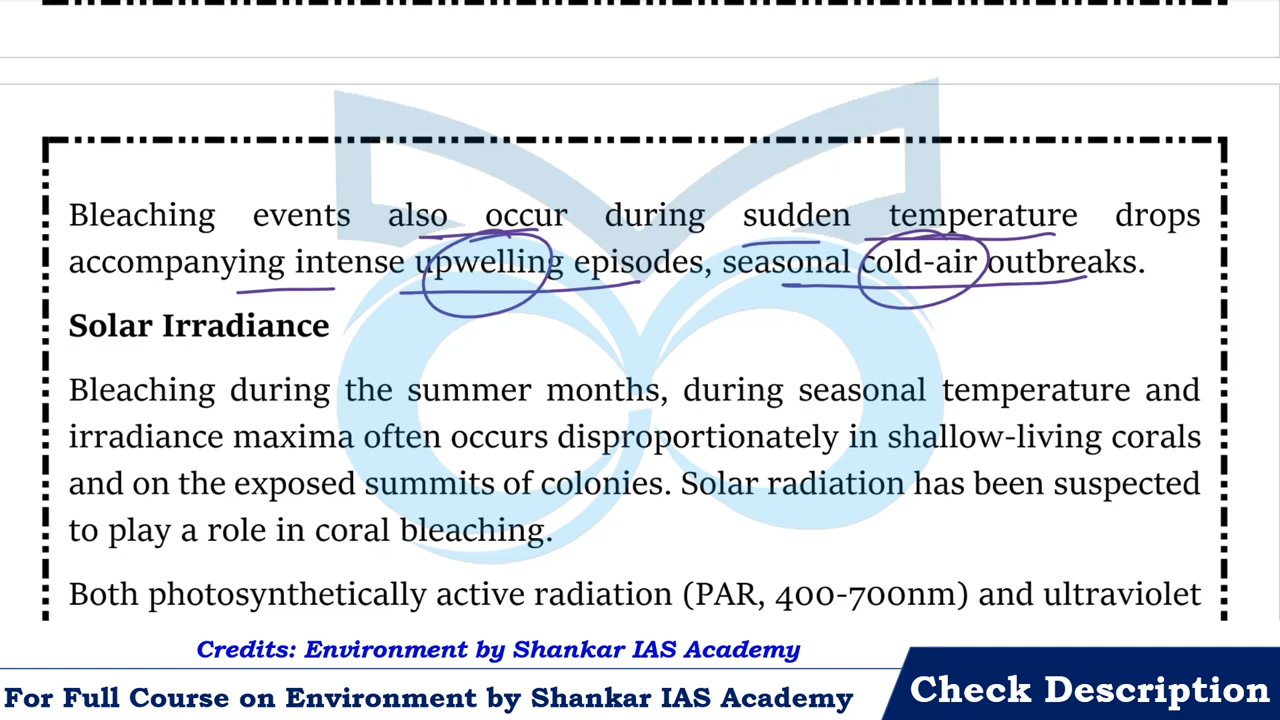 Bleaching events also occur during sudden temperature drops
accompanying intense upwelling episodes, seasonal cold-air outbreaks.
Solar Irradiance
Bleaching during the summer months, during seasonal temperature and
irradiance maxima often occurs disproportionately in shallow-living corals
and on the exposed summits of colonies. Solar radiation has been suspected
to play a role in coral bleaching.
Both photosynthetically active radiation (PAR, 400-700nm) and ultraviolet
Credits: Environment by Shankar IAS Academy
For Full Course on Environment by Shankar IAS Academy
Check Description